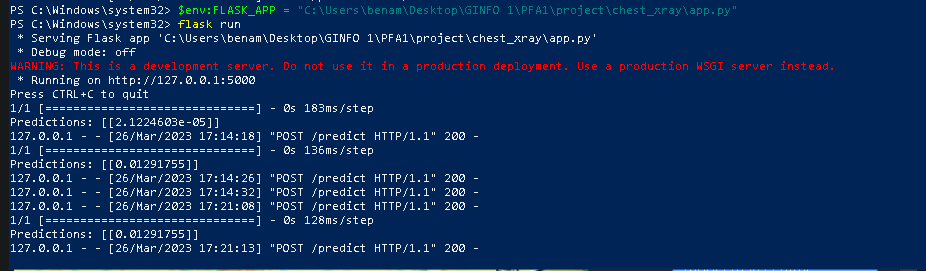 PS C:\Windows\system32> $env:FLASK_APP = "C:\Users\benam\Desktop\GINFO 1\PFA1\project\chest_xray\app.py"
PS C:\Windows\system32> flask run
 * Serving Flask app 'C:\Users\benam\Desktop\GINFO 1\PFA1\project\chest_xray\app.py'
 * Debug mode: off
WARNING: This is a development server. Do not use it in a production deployment. Use a production WSGI server instead.
 * Running on http://127.0.0.1:5000
Press CTRL+C to quit
1/1 [==============================] - 0s 183ms/step
Predictions: [[2.1224603e-05]]
127.0.0.1 - - [26/Mar/2023 17:14:18] "POST /predict HTTP/1.1" 200 -
1/1 [==============================] - 0s 136ms/step
Predictions: [[0.01291755]]
127.0.0.1 - - [26/Mar/2023 17:14:26] "POST /predict HTTP/1.1" 200 -
127.0.0.1 - - [26/Mar/2023 17:14:32] "POST /predict HTTP/1.1" 200 -
127.0.0.1 - - [26/Mar/2023 17:21:08] "POST /predict HTTP/1.1" 200 -
1/1 [==============================] - 0s 128ms/step
Predictions: [[0.01291755]]
127.0.0.1 - - [26/Mar/2023 17:21:13] "POST /predict HTTP/1.1" 200 -